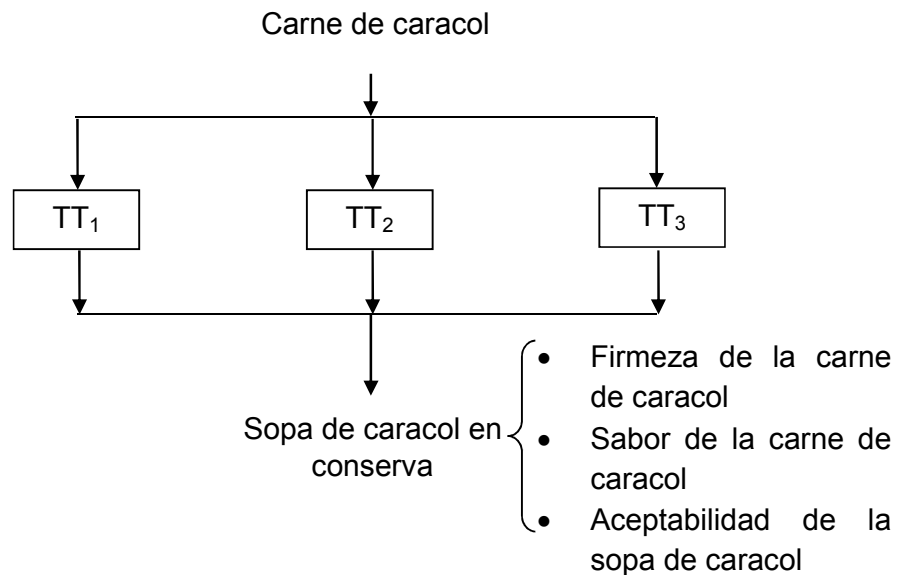 Carne de caracol
TT₁
TT₂
TT₃
Sopa de caracol en
conserva
• Firmeza de la carne
de caracol
• Sabor de la carne de
caracol
• Aceptabilidad de la
sopa de caracol